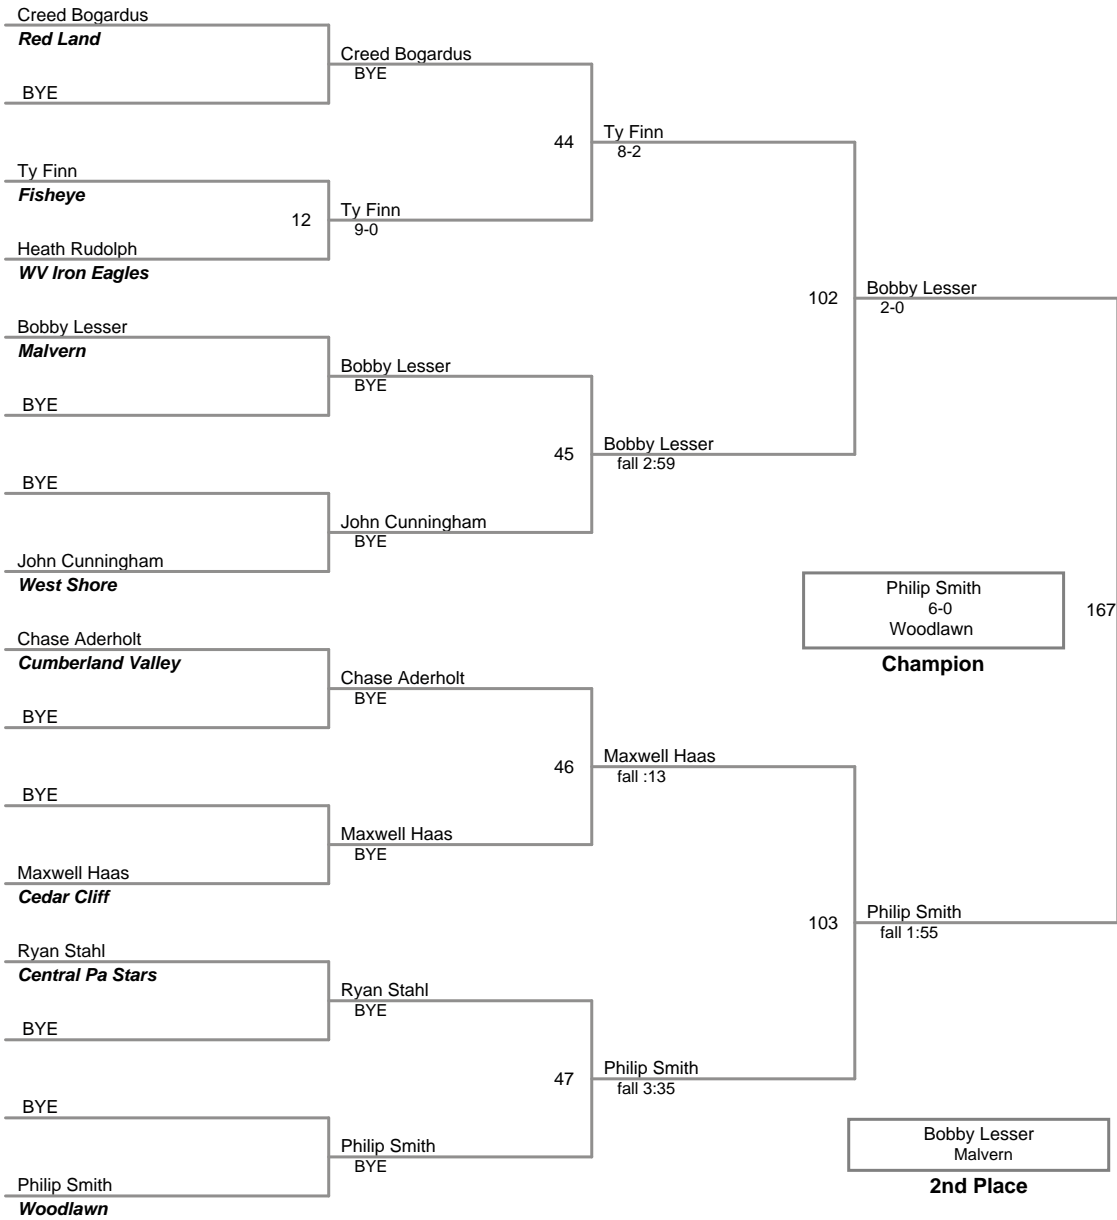 Creed Bogardus
Red Land
Creed Bogardus
BYE
BYE
44
Ty Finn
8-2
Ty Finn
Fisheye
12
Ty Finn
9-0
Heath Rudolph
WV Iron Eagles
102
Bobby Lesser
2-0
Bobby Lesser
Malvern
Bobby Lesser
BYE
BYE
45
Bobby Lesser
fall 2:59
BYE
John Cunningham
BYE
John Cunningham
West Shore
Philip Smith
6-0
Woodlawn
Champion
167
Chase Aderholt
Cumberland Valley
Chase Aderholt
BYE
BYE
46
Maxwell Haas
fall :13
BYE
Maxwell Haas
BYE
Maxwell Haas
Cedar Cliff
103
Philip Smith
fall 1:55
Ryan Stahl
Central Pa Stars
Ryan Stahl
BYE
BYE
47
Philip Smith
fall 3:35
BYE
Philip Smith
BYE
Philip Smith
Woodlawn
Bobby Lesser
Malvern
2nd Place